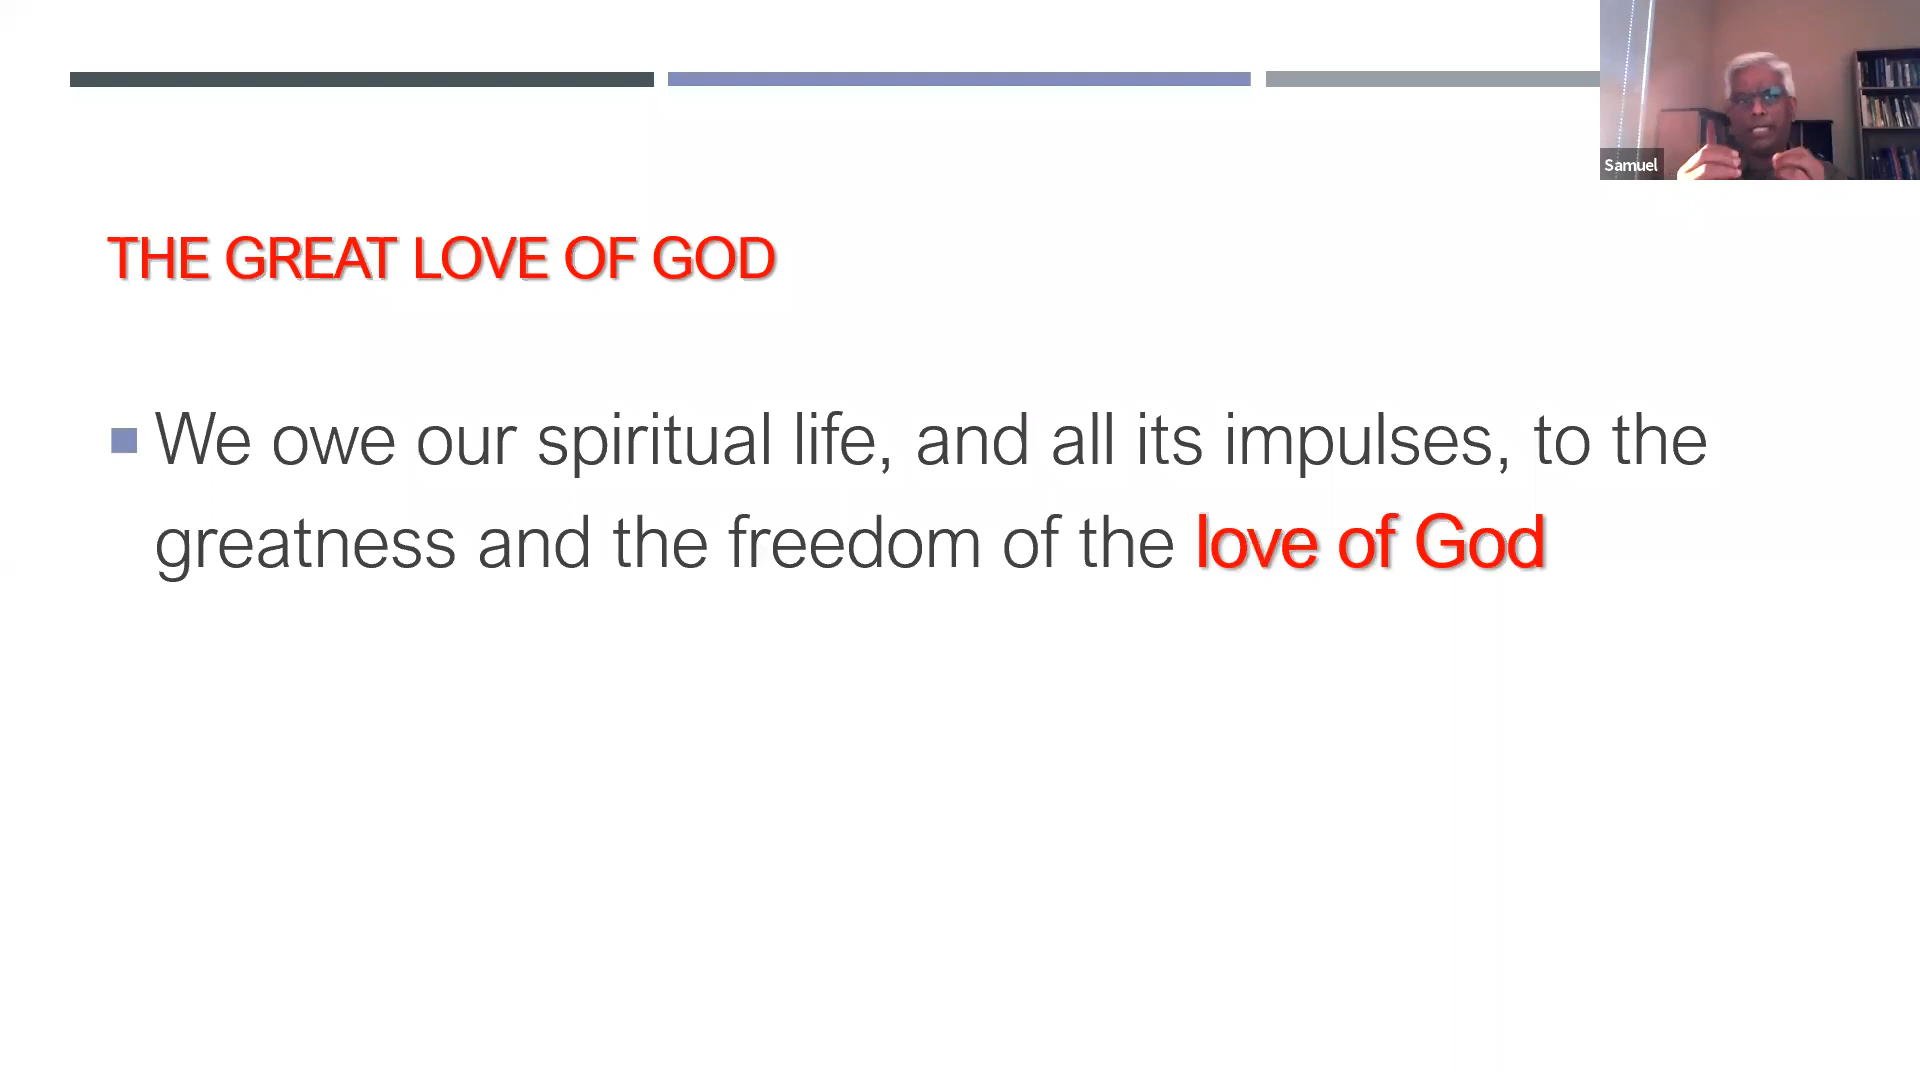 Samuel
THE GREAT LOVE OF GOD
We owe our spiritual life, and all its impulses, to the
greatness and the freedom of the love of God